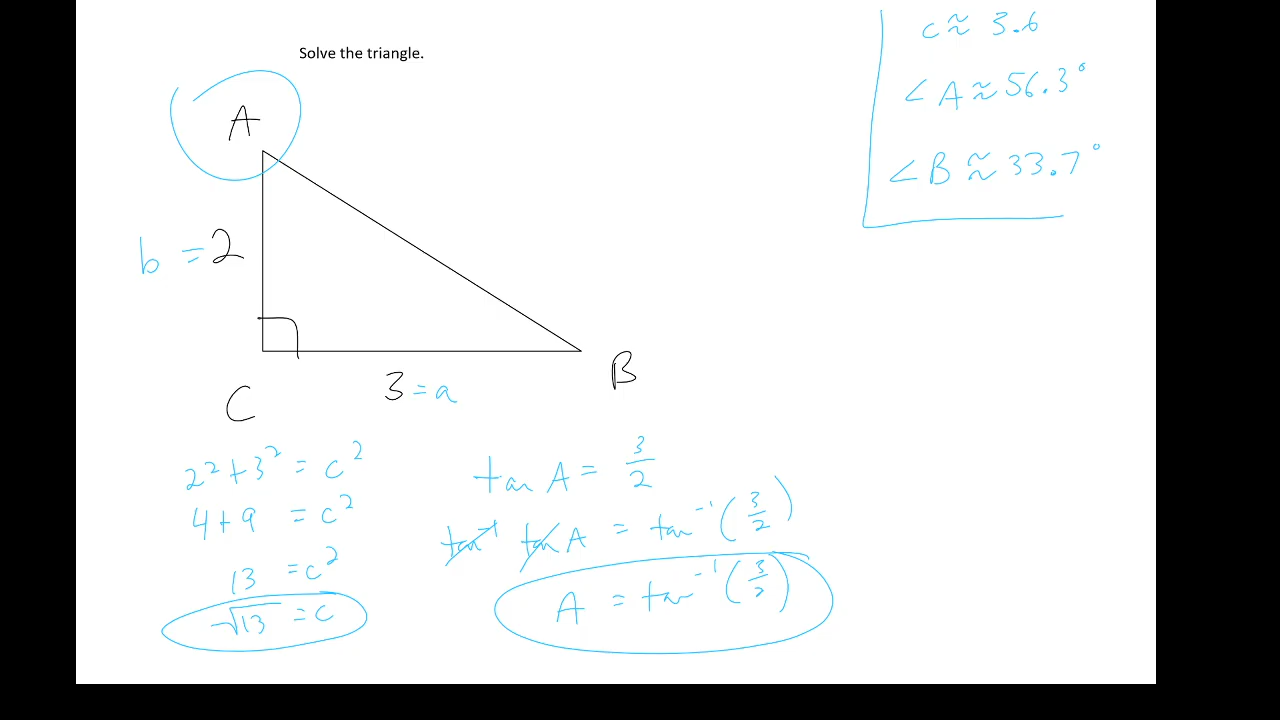 Solve the triangle.
c ≈ 3.6
∠A ≈ 56.3°
∠B ≈ 33.7°
A
b = 2
3 = a
B
C
2² + 3² = c²
4 + 9 = c²
13 = c²
√13 = c
tan A = 3/2
tan⁻¹ tan A = tan⁻¹(3/2)
A = tan⁻¹(3/2)